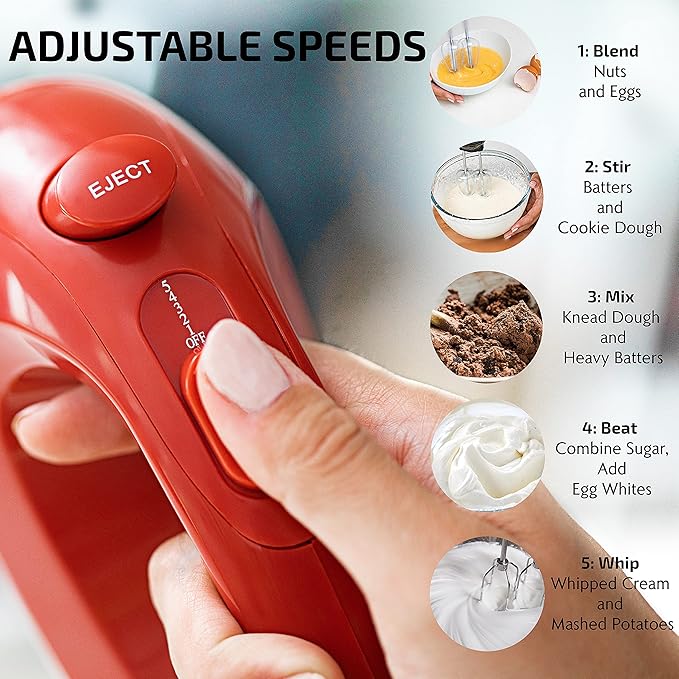 ADJUSTABLE SPEEDS
EJECT
5
4
3
2
1
OFF
1: Blend
Nuts
and Eggs
2: Stir
Batters
and
Cookie Dough
3: Mix
Knead Dough
and
Heavy Batters
4: Beat
Combine Sugar,
Add
Egg Whites
5: Whip
Whipped Cream
and
Mashed Potatoes